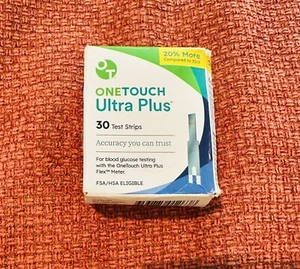 20% More
Compared to 25ct
ONETOUCH
Ultra Plus
30 Test Strips
Accuracy you can trust
For blood glucose testing
with the OneTouch Ultra Plus
Flex™ Meter.
FSA/HSA ELIGIBLE